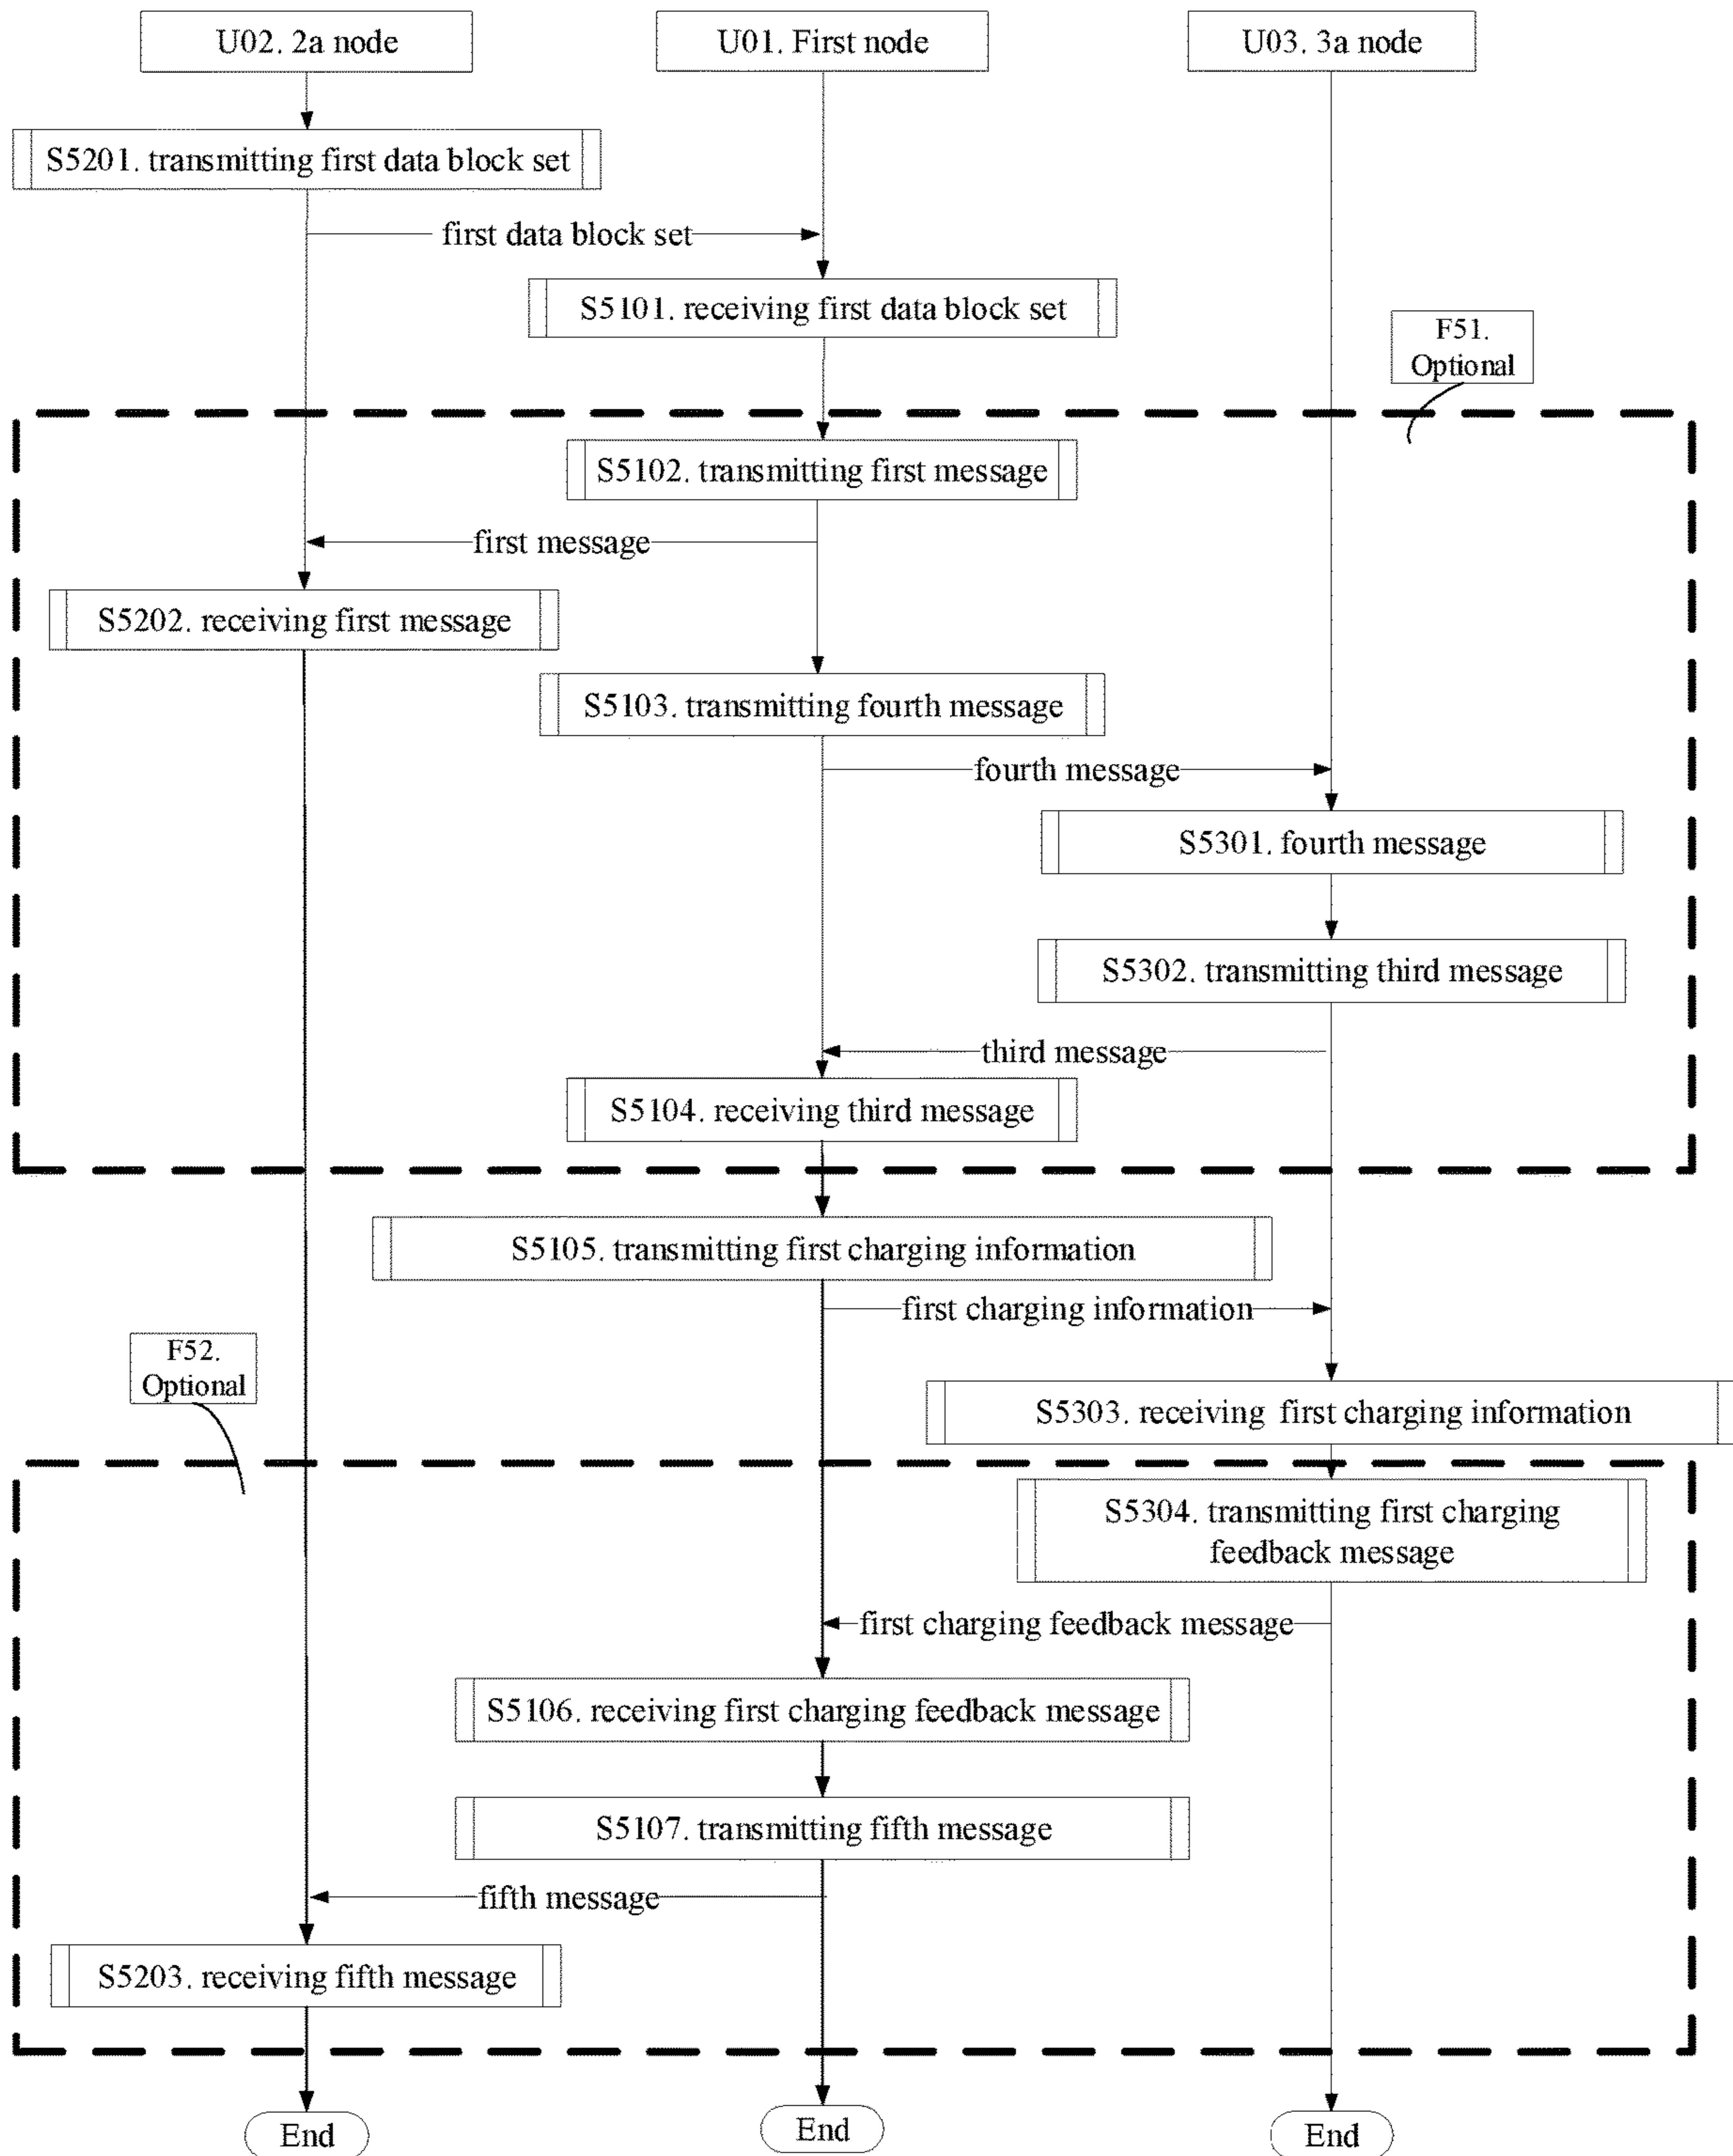 U02. 2a node
U01. First node
U03. 3a node
S5201. transmitting first data block set
first data block set
S5101. receiving first data block set
F51.
Optional
S5102. transmitting first message
first message
S5202. receiving first message
S5103. transmitting fourth message
fourth message
S5301. fourth message
S5302. transmitting third message
third message
S5104. receiving third message
S5105. transmitting first charging information
first charging information
F52.
Optional
S5303. receiving first charging information
S5304. transmitting first charging
feedback message
first charging feedback message
S5106. receiving first charging feedback message
S5107. transmitting fifth message
fifth message
S5203. receiving fifth message
End
End
End